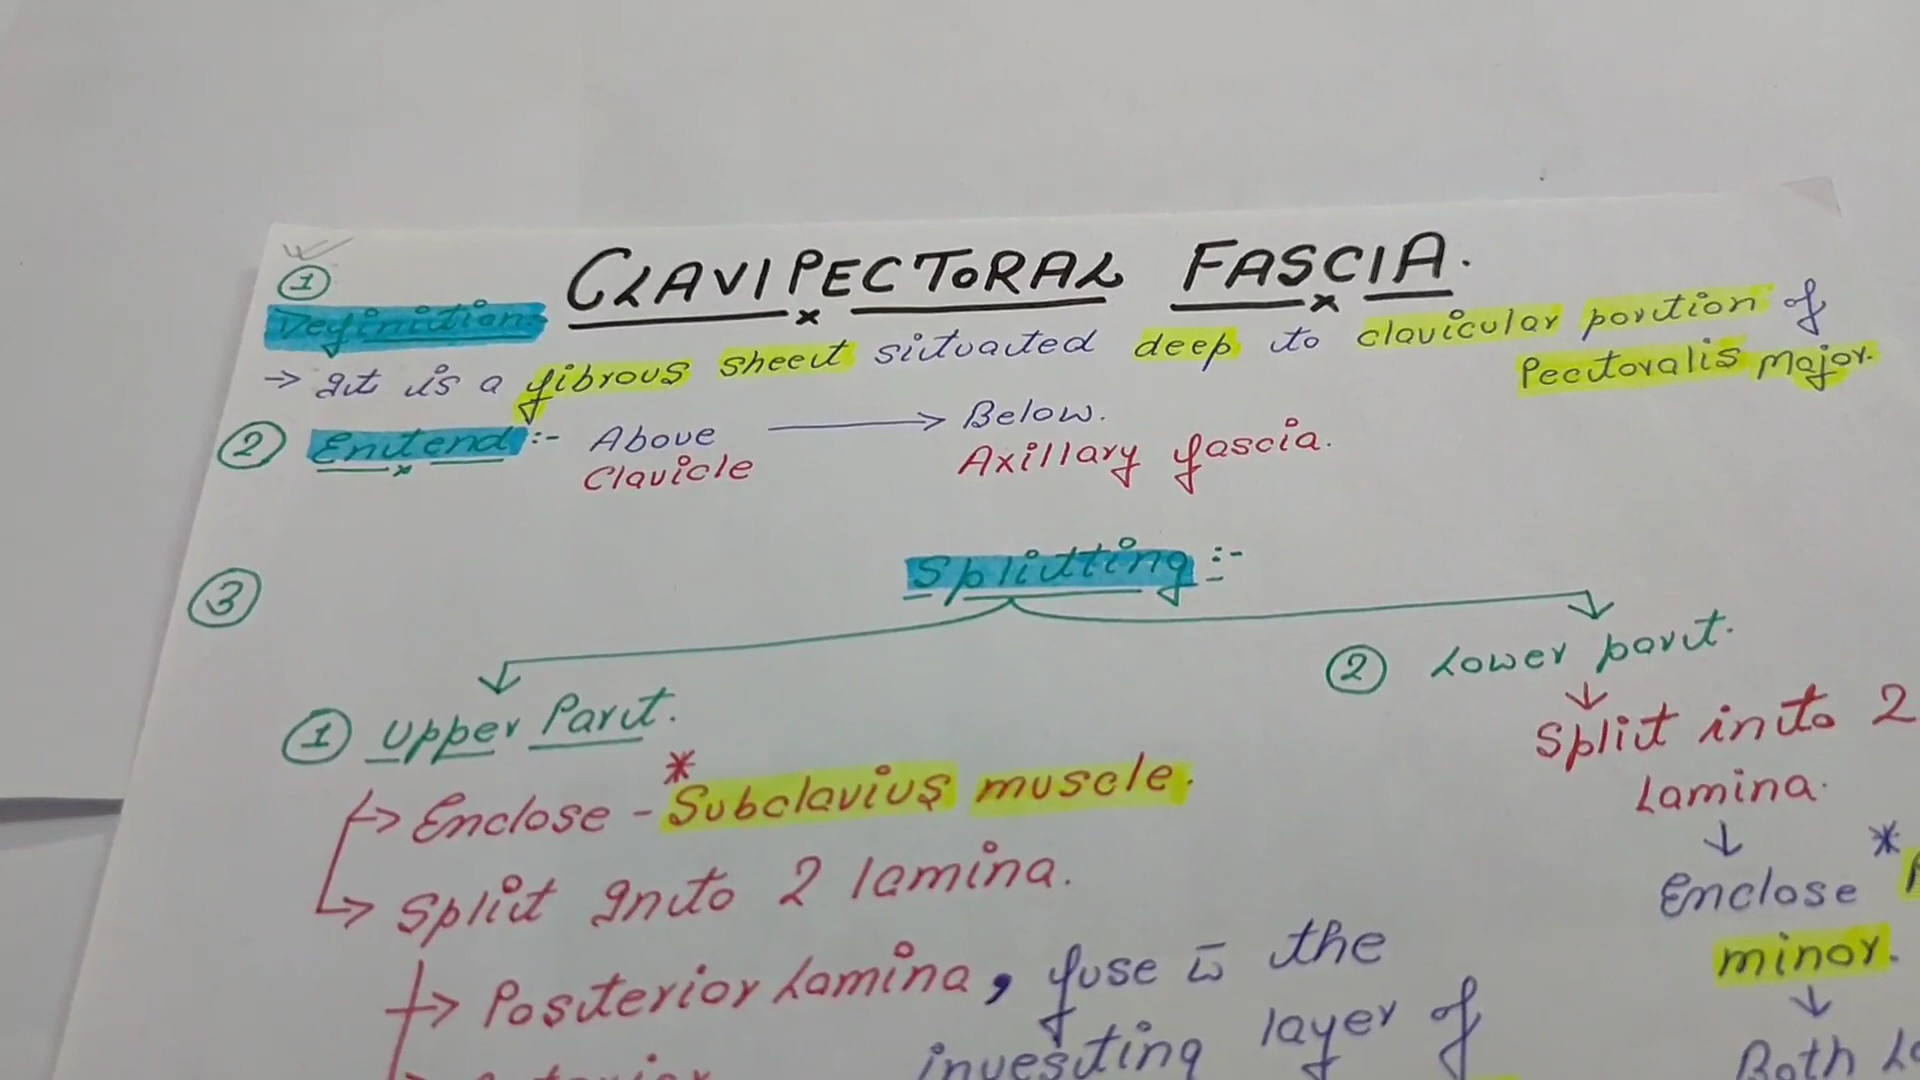 CLAVIPECTORAL FASCIA.
① Definition:-
→ It is a fibrous sheet situated deep to clavicular portion of
Pectoralis Major.
② Extend :- Above → Below.
Clavicle Axillary fascia.
③ Splitting :-
① Upper Part.
→ Enclose - *Subclavius muscle.
→ Split Into 2 lamina.
→ Posterior Lamina, fuse c̄ the
investing layer of
② Lower part.
↓
Split into 2
Lamina.
↓
Enclose *
minor.
↓
Both